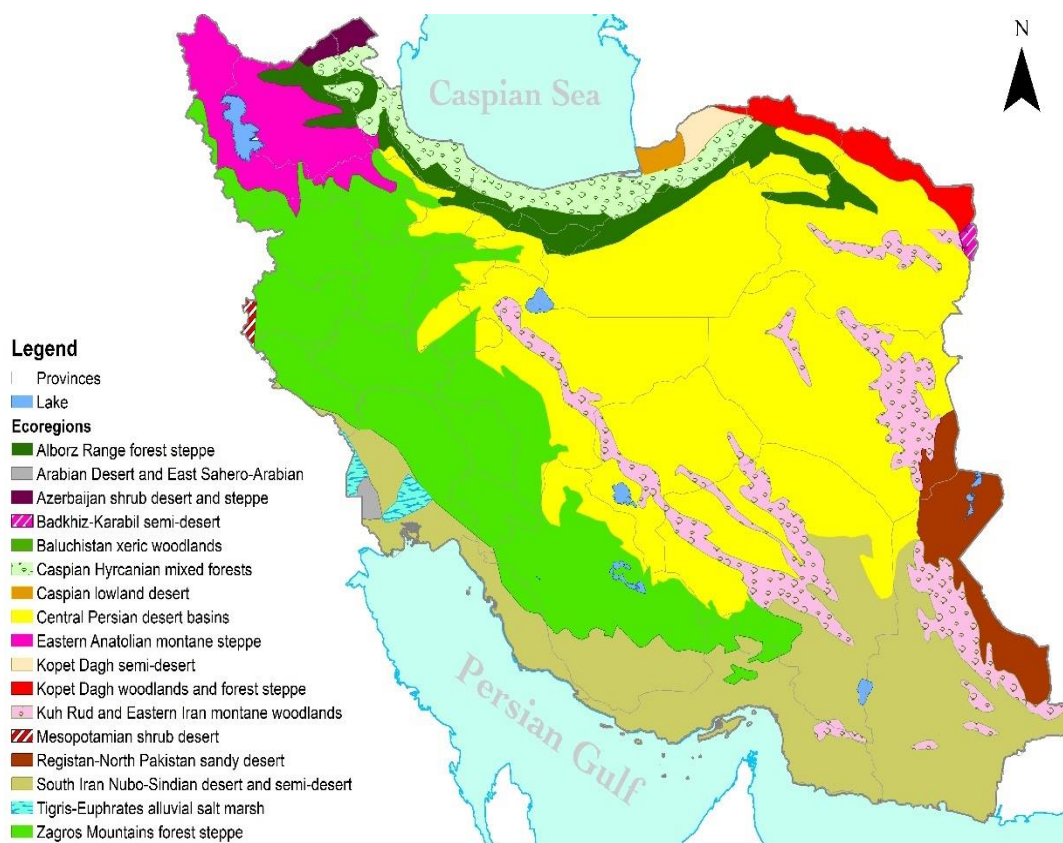 N
Caspian Sea
Persian Gulf
Legend
Provinces
Lake
Ecoregions
Alborz Range forest steppe
Arabian Desert and East Sahero-Arabian
Azerbaijan shrub desert and steppe
Badkhiz-Karabil semi-desert
Baluchistan xeric woodlands
Caspian Hyrcanian mixed forests
Caspian lowland desert
Central Persian desert basins
Eastern Anatolian montane steppe
Kopet Dagh semi-desert
Kopet Dagh woodlands and forest steppe
Kuh Rud and Eastern Iran montane woodlands
Mesopotamian shrub desert
Registan-North Pakistan sandy desert
South Iran Nubo-Sindian desert and semi-desert
Tigris-Euphrates alluvial salt marsh
Zagros Mountains forest steppe